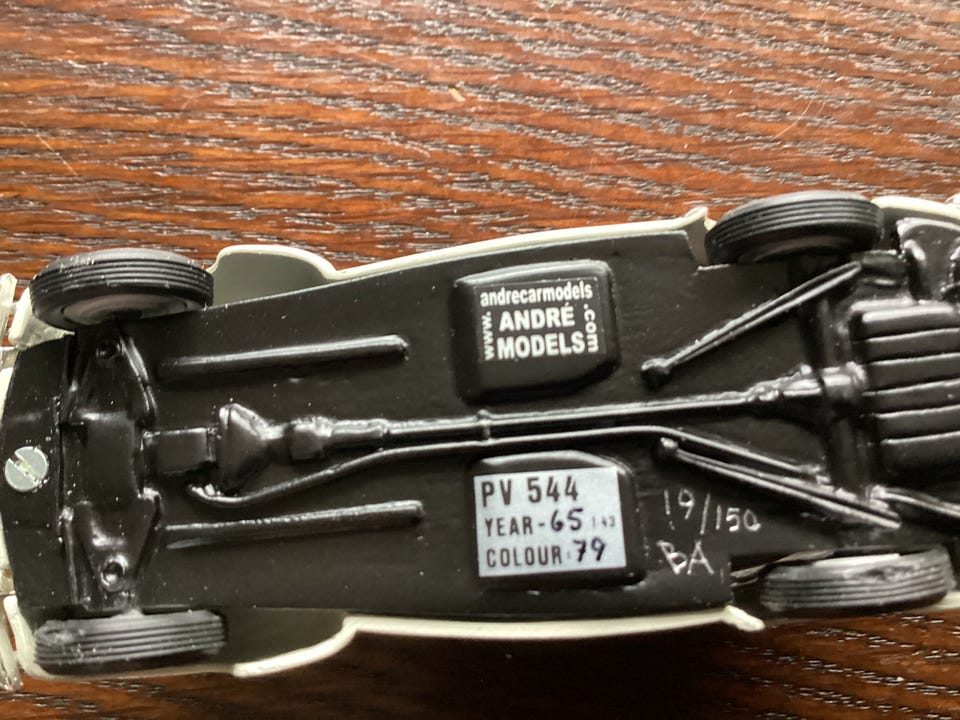 andrecarmodels
www.
ANDRÉ
MODELS
.com
PV 544
YEAR-65 1:43
COLOUR:79
19/150
BA